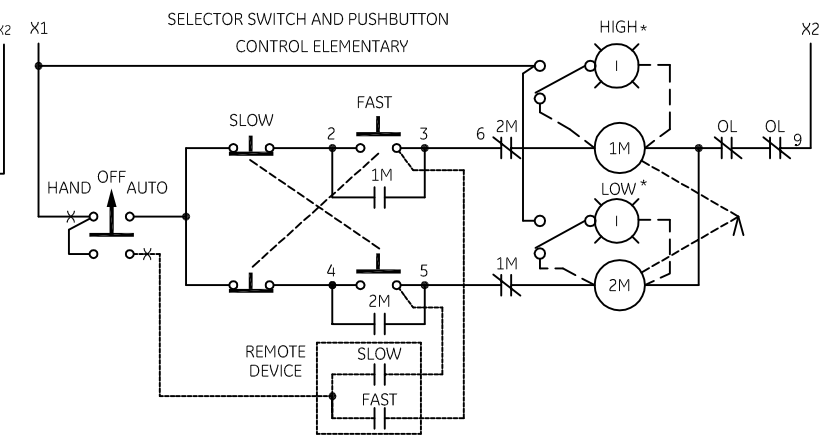 X2 X1 SELECTOR SWITCH AND PUSHBUTTON HIGH* X2
CONTROL ELEMENTARY
I
FAST
SLOW
2 3 6 2M OL OL 9
1M
1M
HAND OFF AUTO
X
LOW*
I
X
4 5 1M
2M
2M
REMOTE
DEVICE
SLOW
FAST